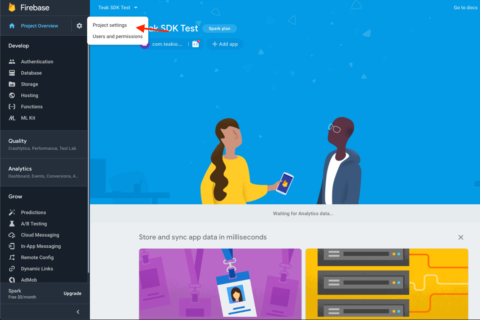 Firebase
Teak SDK Test
Go to docs
Project Overview
Project settings
Users and permissions
eak SDK Test
Spark plan
Add app
Develop
Authentication
Database
Storage
Hosting
Functions
ML Kit
Quality
Crashlytics, Performance, Test Lab
Analytics
Dashboard, Events, Conversions, A...
Grow
Predictions
A/B Testing
Cloud Messaging
In-App Messaging
Remote Config
Dynamic Links
AdMob
Waiting for Analytics data...
Store and sync app data in milliseconds
Spark
Free $0/month
Upgrade